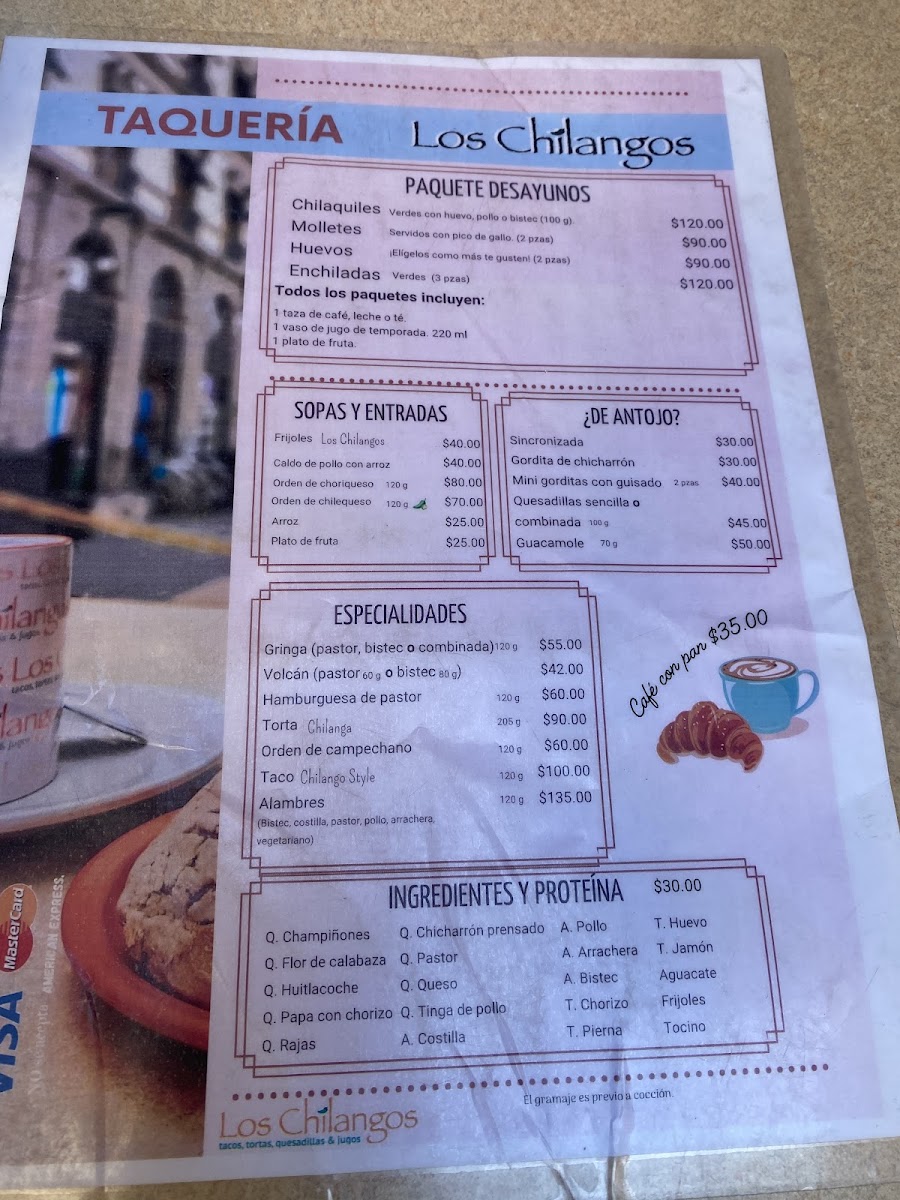 TAQUERÍA Los Chilangos
PAQUETE DESAYUNOS
Chilaquiles Verdes con huevo, pollo o bistec (100 g). $120.00
Molletes Servidos con pico de gallo. (2 pzas) $90.00
Huevos ¡Elígelos como más te gusten! (2 pzas) $90.00
Enchiladas Verdes (3 pzas) $120.00
Todos los paquetes incluyen:
1 taza de café, leche o té.
1 vaso de jugo de temporada. 220 ml
1 plato de fruta.
SOPAS Y ENTRADAS
Frijoles Los Chilangos $40.00
Caldo de pollo con arroz $40.00
Orden de choriqueso 120 g $80.00
Orden de chilequeso 120 g $70.00
Arroz $25.00
Plato de fruta $25.00
¿DE ANTOJO?
Sincronizada $30.00
Gordita de chicharrón $30.00
Mini gorditas con guisado 2 pzas $40.00
Quesadillas sencilla o
combinada 100 g $45.00
Guacamole 70 g $50.00
ESPECIALIDADES
Gringa (pastor, bistec o combinada) 120 g $55.00
Volcán (pastor 60 g o bistec 80 g) $42.00
Hamburguesa de pastor 120 g $60.00
Torta Chilanga 205 g $90.00
Orden de campechano 120 g $60.00
Taco Chilango Style 120 g $100.00
Alambres 120 g $135.00
(Bistec, costilla, pastor, pollo, arrachera,
vegetariano)
Café con pan $35.00
INGREDIENTES Y PROTEÍNA $30.00
Q. Champiñones Q. Chicharrón prensado A. Pollo T. Huevo
Q. Flor de calabaza Q. Pastor A. Arrachera T. Jamón
Q. Huitlacoche Q. Queso A. Bistec Aguacate
Q. Papa con chorizo Q. Tinga de pollo T. Chorizo Frijoles
Q. Rajas A. Costilla T. Pierna Tocino
El gramaje es previo a cocción.
Los Chilangos
tacos, tortas, quesadillas & jugos
VISA
MasterCard
AMERICAN EXPRESS.